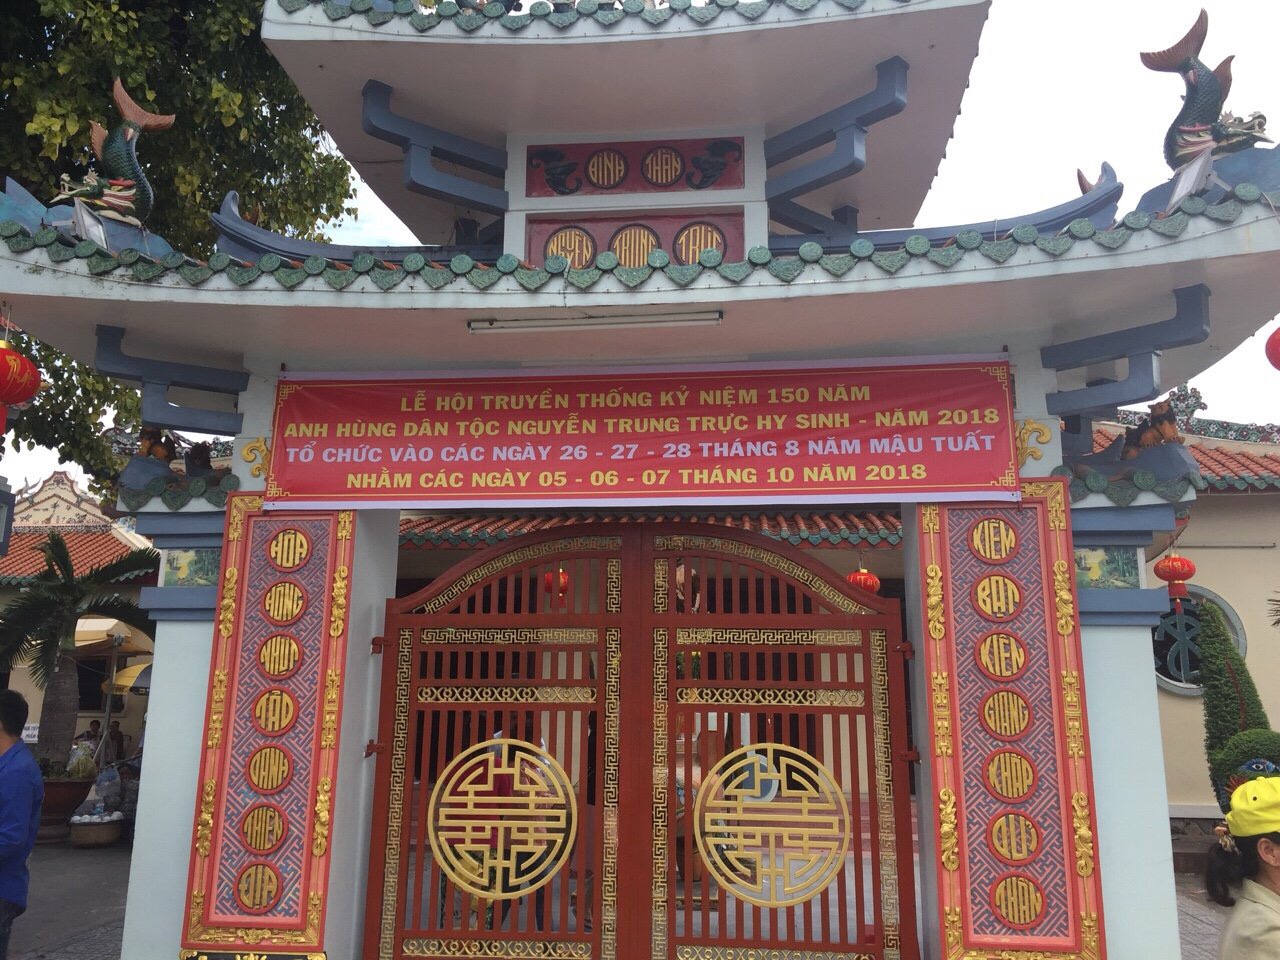 ĐÌNH THẦN
NGUYỄN TRUNG TRỰC
LỄ HỘI TRUYỀN THỐNG KỶ NIỆM 150 NĂM
ANH HÙNG DÂN TỘC NGUYỄN TRUNG TRỰC HY SINH - NĂM 2018
TỔ CHỨC VÀO CÁC NGÀY 26 - 27 - 28 THÁNG 8 NĂM MẬU TUẤT
NHẰM CÁC NGÀY 05 - 06 - 07 THÁNG 10 NĂM 2018
HỎA
HỒNG
NHỰT
TẢO
OANH
THIÊN
ĐỊA
KIẾM
BẠT
KIÊN
GIANG
KHẤP
QUỶ
THẦN